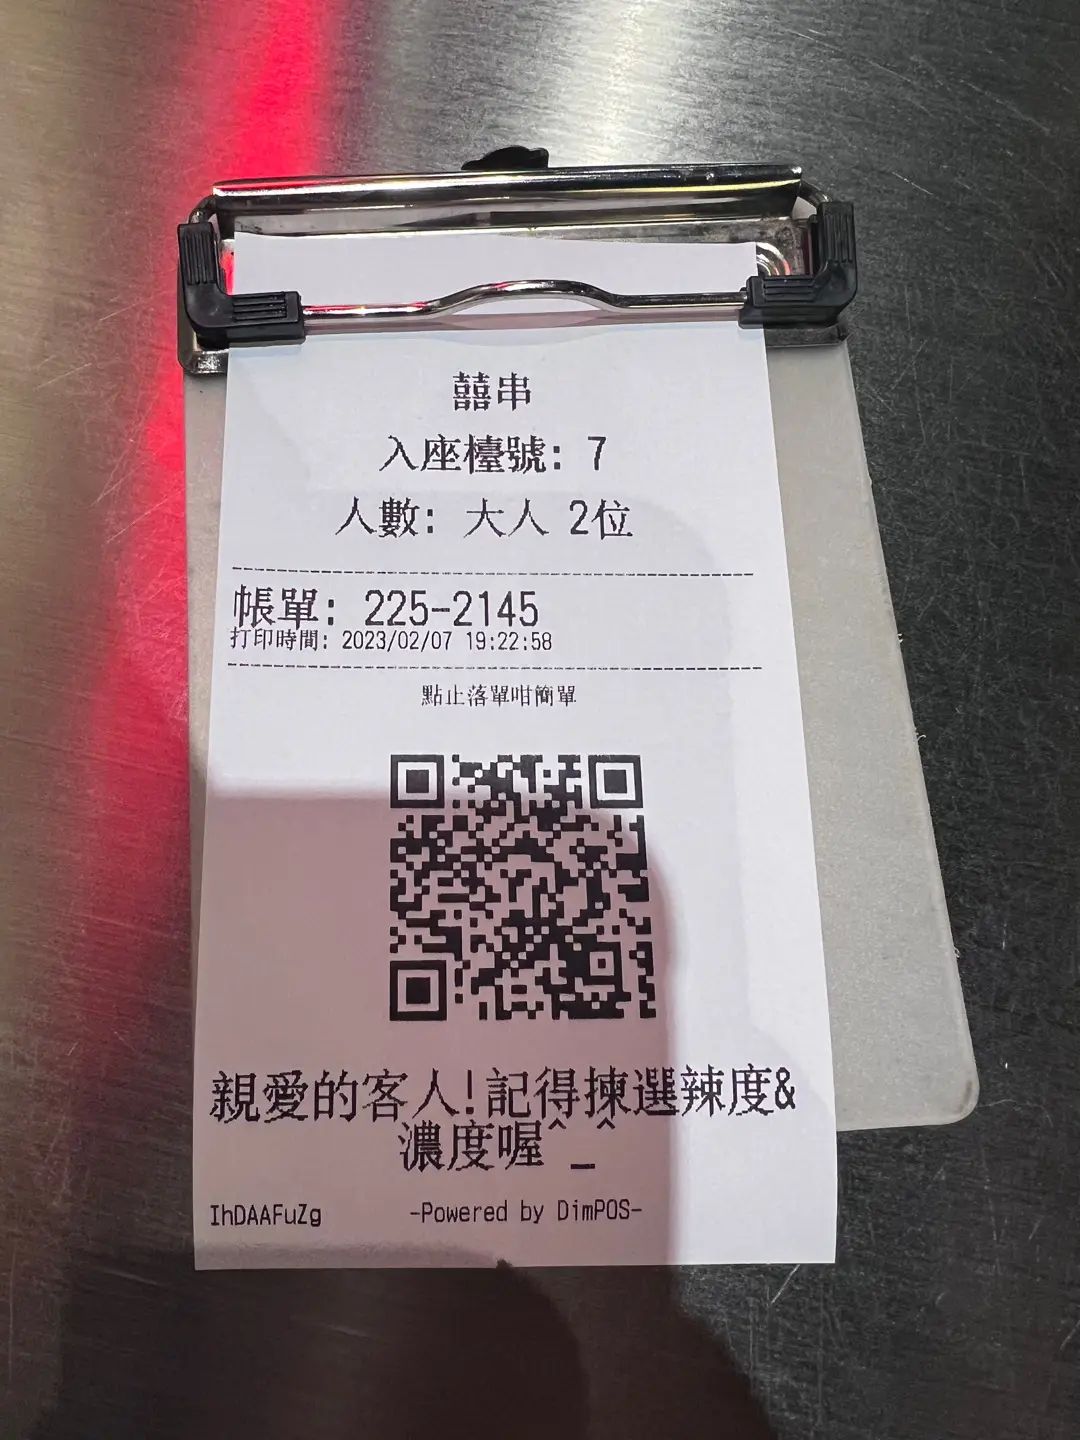 囍串
入座檯號: 7
人數: 大人 2位
帳單: 225-2145
打印時間: 2023/02/07 19:22:58
點止落單咁簡單
親愛的客人!記得揀選辣度&
濃度喔^_^
IhDAAFuZg -Powered by DimPOS-